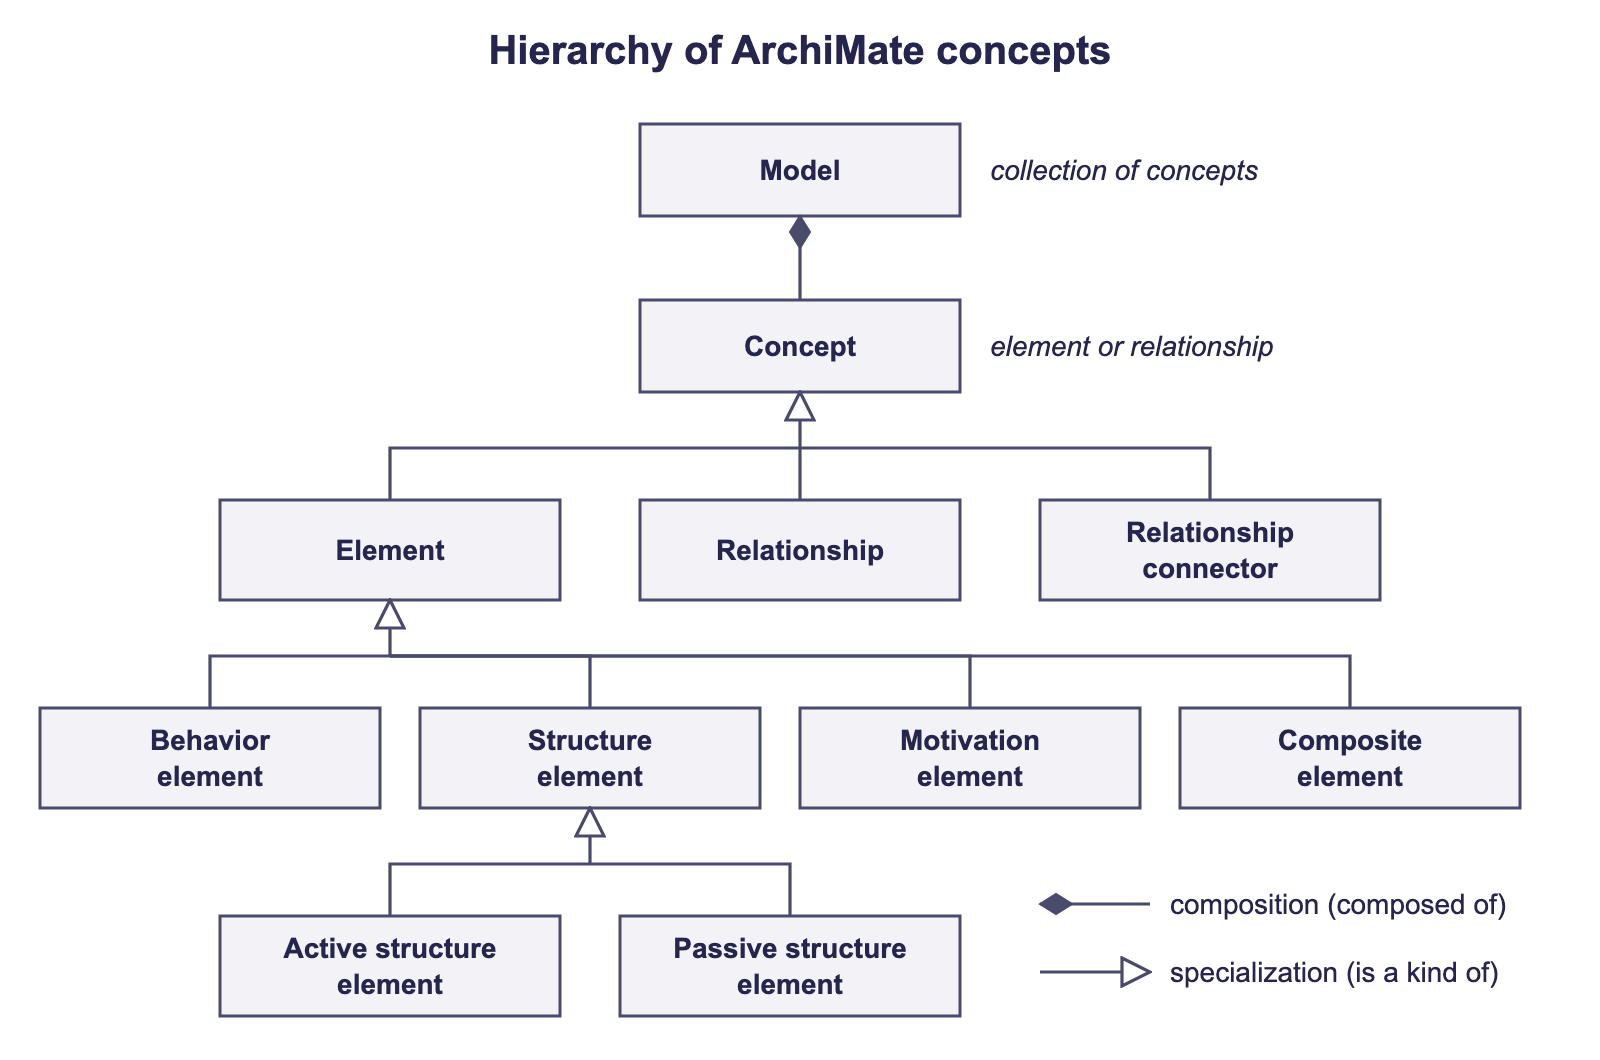 Hierarchy of ArchiMate concepts
Model
collection of concepts
Concept
element or relationship
Element
Relationship
Relationship
connector
Behavior
element
Structure
element
Motivation
element
Composite
element
Active structure
element
Passive structure
element
composition (composed of)
specialization (is a kind of)